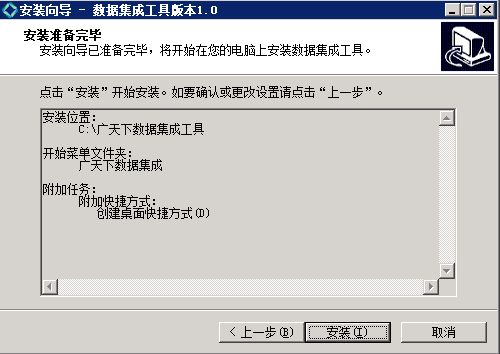 安装向导 - 数据集成工具版本1.0
安装准备完毕
安装向导已准备完毕，将开始在您的电脑上安装数据集成工具。
点击“安装”开始安装。如要确认或更改设置请点击“上一步”。
安装位置：
C:\广天下数据集成工具
开始菜单文件夹：
广天下数据集成
附加任务：
附加快捷方式：
创建桌面快捷方式(D)
< 上一步(B) 安装(I) 取消